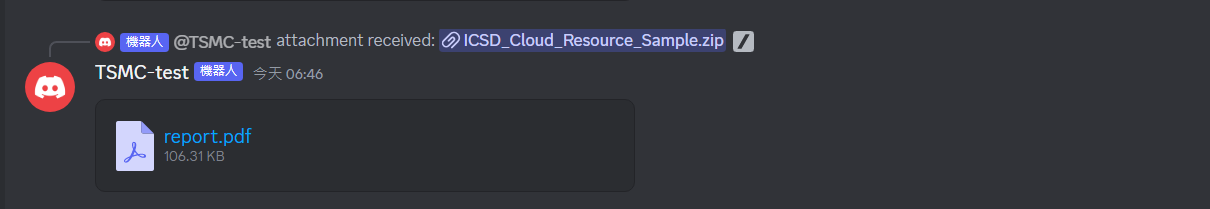 機器人 @TSMC-test attachment received: ICSD_Cloud_Resource_Sample.zip
TSMC-test 機器人 今天 06:46
report.pdf
106.31 KB